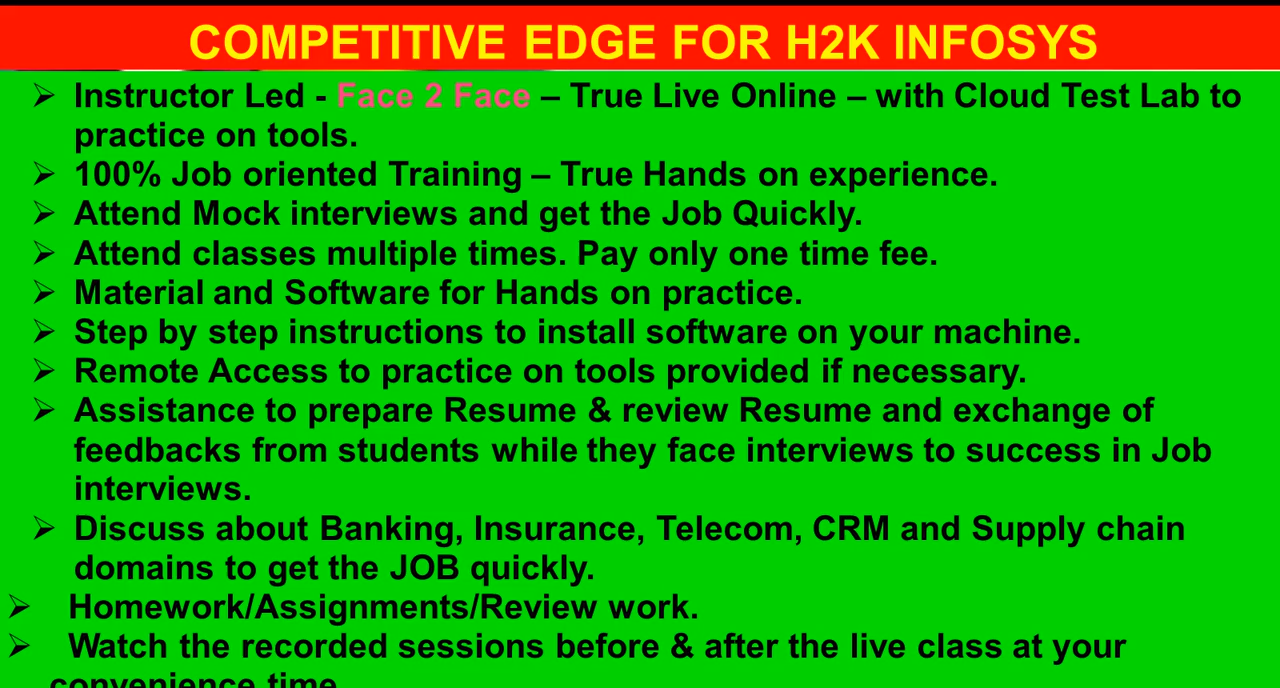 COMPETITIVE EDGE FOR H2K INFOSYS
➢ Instructor Led - Face 2 Face – True Live Online – with Cloud Test Lab to
practice on tools.
➢ 100% Job oriented Training – True Hands on experience.
➢ Attend Mock interviews and get the Job Quickly.
➢ Attend classes multiple times. Pay only one time fee.
➢ Material and Software for Hands on practice.
➢ Step by step instructions to install software on your machine.
➢ Remote Access to practice on tools provided if necessary.
➢ Assistance to prepare Resume & review Resume and exchange of
feedbacks from students while they face interviews to success in Job
interviews.
➢ Discuss about Banking, Insurance, Telecom, CRM and Supply chain
domains to get the JOB quickly.
➢ Homework/Assignments/Review work.
➢ Watch the recorded sessions before & after the live class at your
convenience time